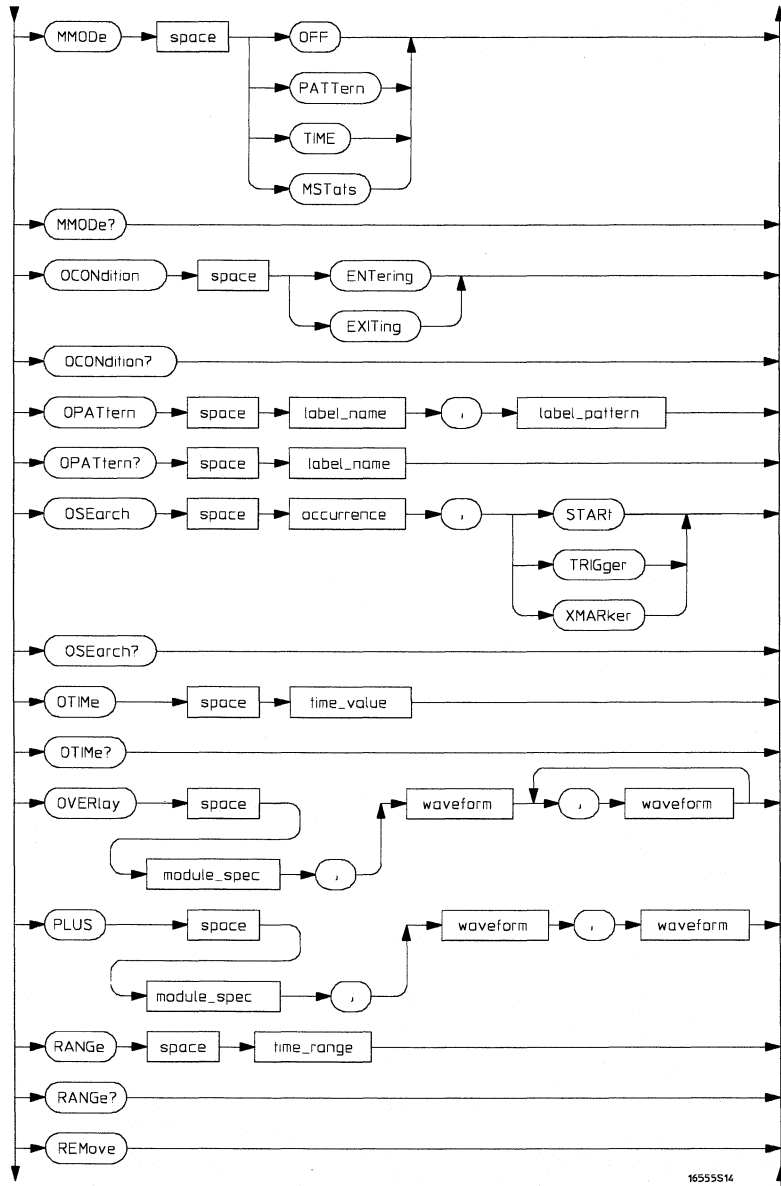 MMODe space OFF
PATTern
TIME
MSTats
MMODe?
OCONdition space ENTering
EXITing
OCONdition?
OPATtern space label_name , label_pattern
OPATtern? space label_name
OSEarch space occurrence , STARt
TRIGger
XMARker
OSEarch?
OTIMe space time_value
OTIMe?
OVERlay space waveform , waveform
module_spec ,
PLUS space waveform , waveform
module_spec ,
RANGe space time_range
RANGe?
REMove
16555S14